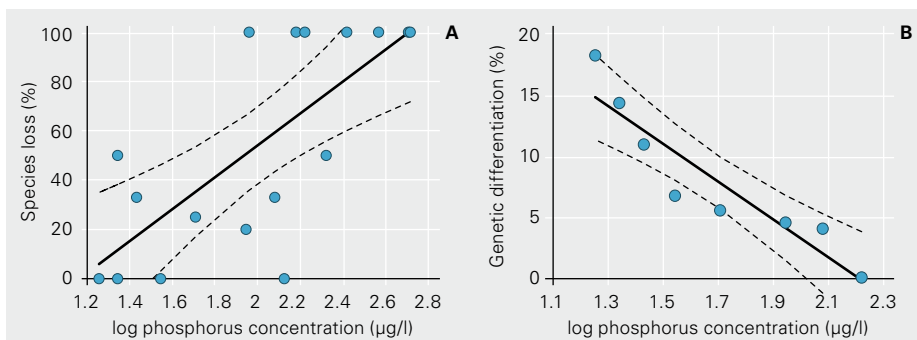 A
Species loss (%)
100
80
60
40
20
0
1.2 1.4 1.6 1.8 2 2.2 2.4 2.6 2.8
log phosphorus concentration (µg/l)
B
Genetic differentiation (%)
20
15
10
5
0
1.1 1.3 1.5 1.7 1.9 2.1 2.3
log phosphorus concentration (µg/l)